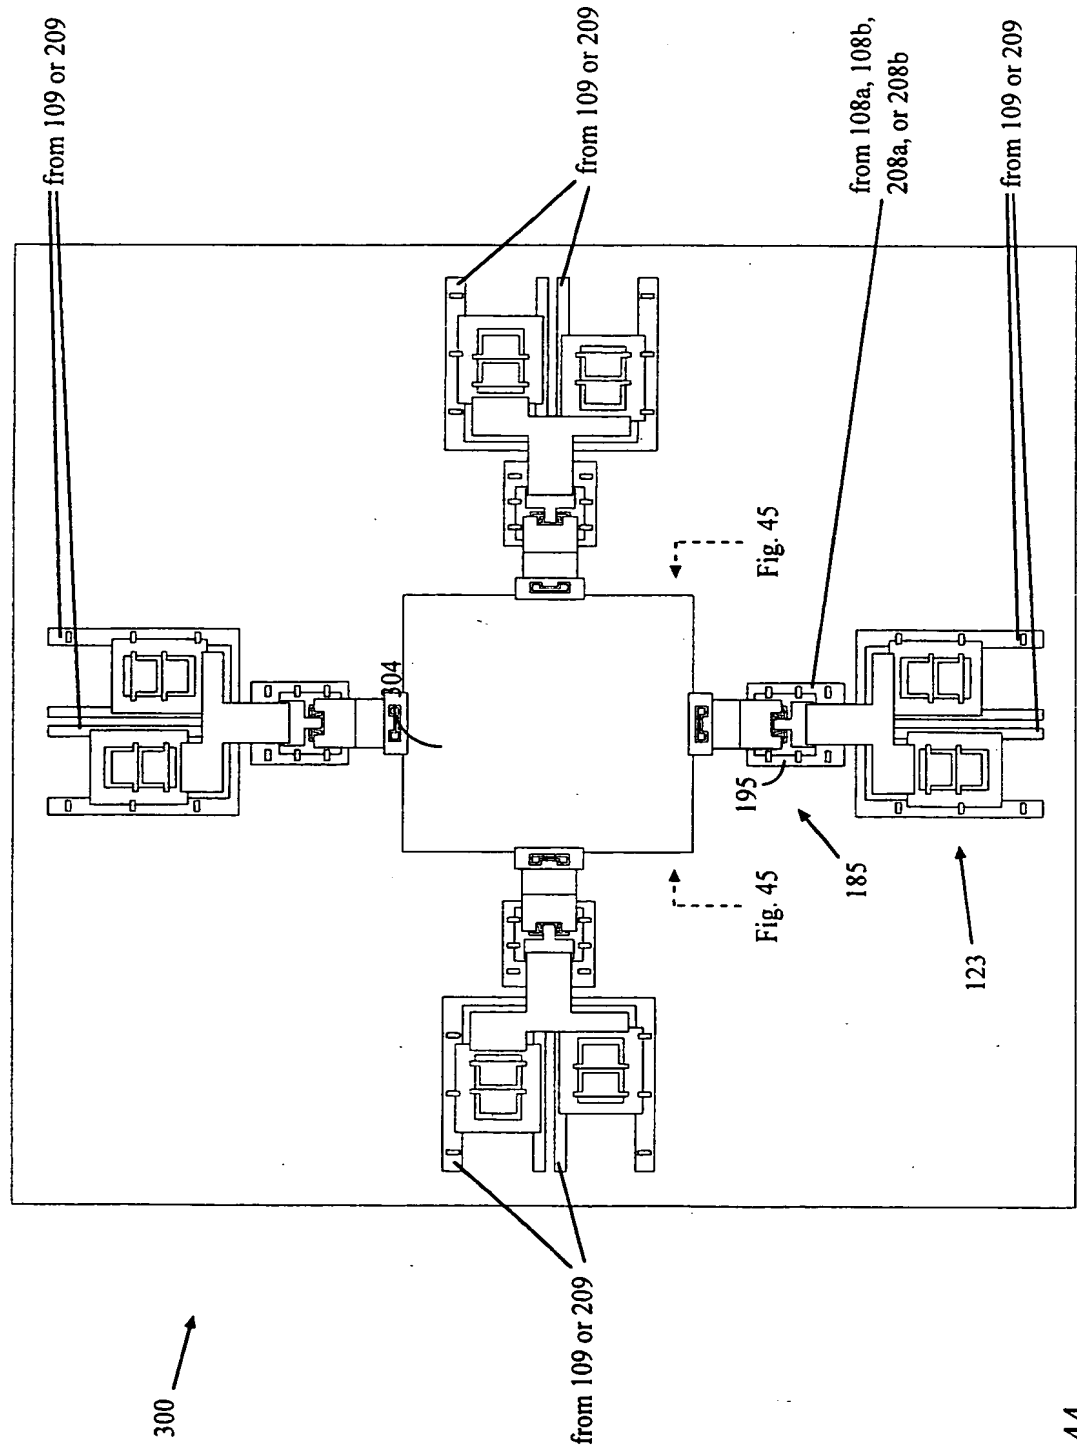 from 109 or 209
from 109 or 209
from 108a, 108b,
208a, or 208b
from 109 or 209
304
Fig. 45
195
185
Fig. 45
123
from 109 or 209
300
44